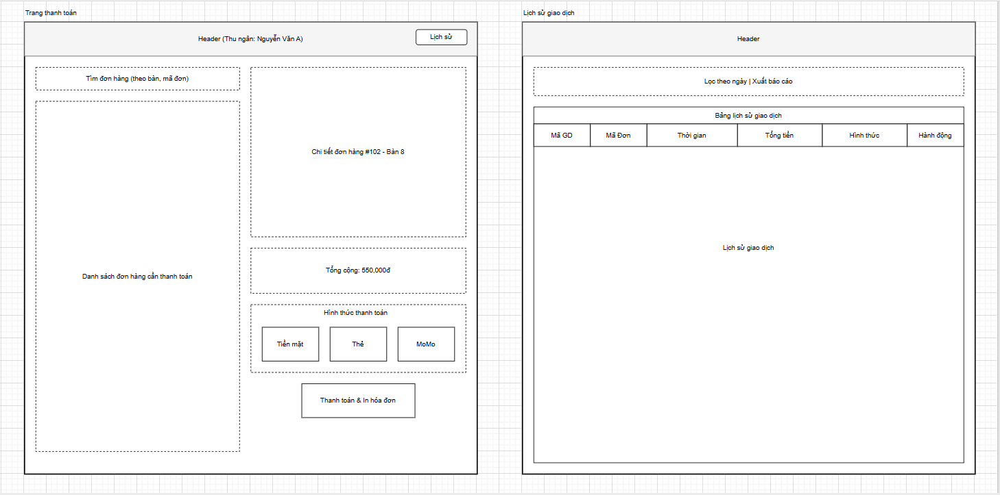 Trang thanh toán
Header (Thu ngân: Nguyễn Văn A)
Lịch sử
Tìm đơn hàng (theo bàn, mã đơn)
Danh sách đơn hàng cần thanh toán
Chi tiết đơn hàng #102 - Bàn 8
Tổng cộng: 550,000đ
Hình thức thanh toán
Tiền mặt
Thẻ
MoMo
Thanh toán & In hóa đơn
Lịch sử giao dịch
Header
Lọc theo ngày | Xuất báo cáo
Bảng lịch sử giao dịch
Mã GD
Mã Đơn
Thời gian
Tổng tiền
Hình thức
Hành động
Lịch sử giao dịch